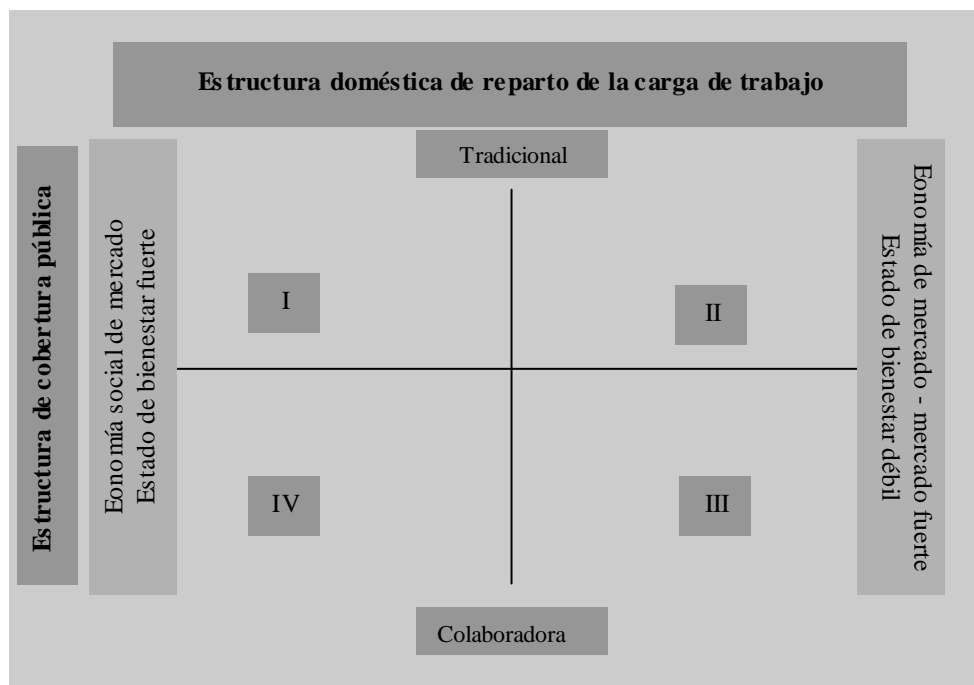 Estructura doméstica de reparto de la carga de trabajo
Tradicional
Estructura de cobertura pública
Eonomía social de mercado
Estado de bienestar fuerte
Eonomía de mercado - mercado fuerte
Estado de bienestar débil
I
II
IV
III
Colaboradora